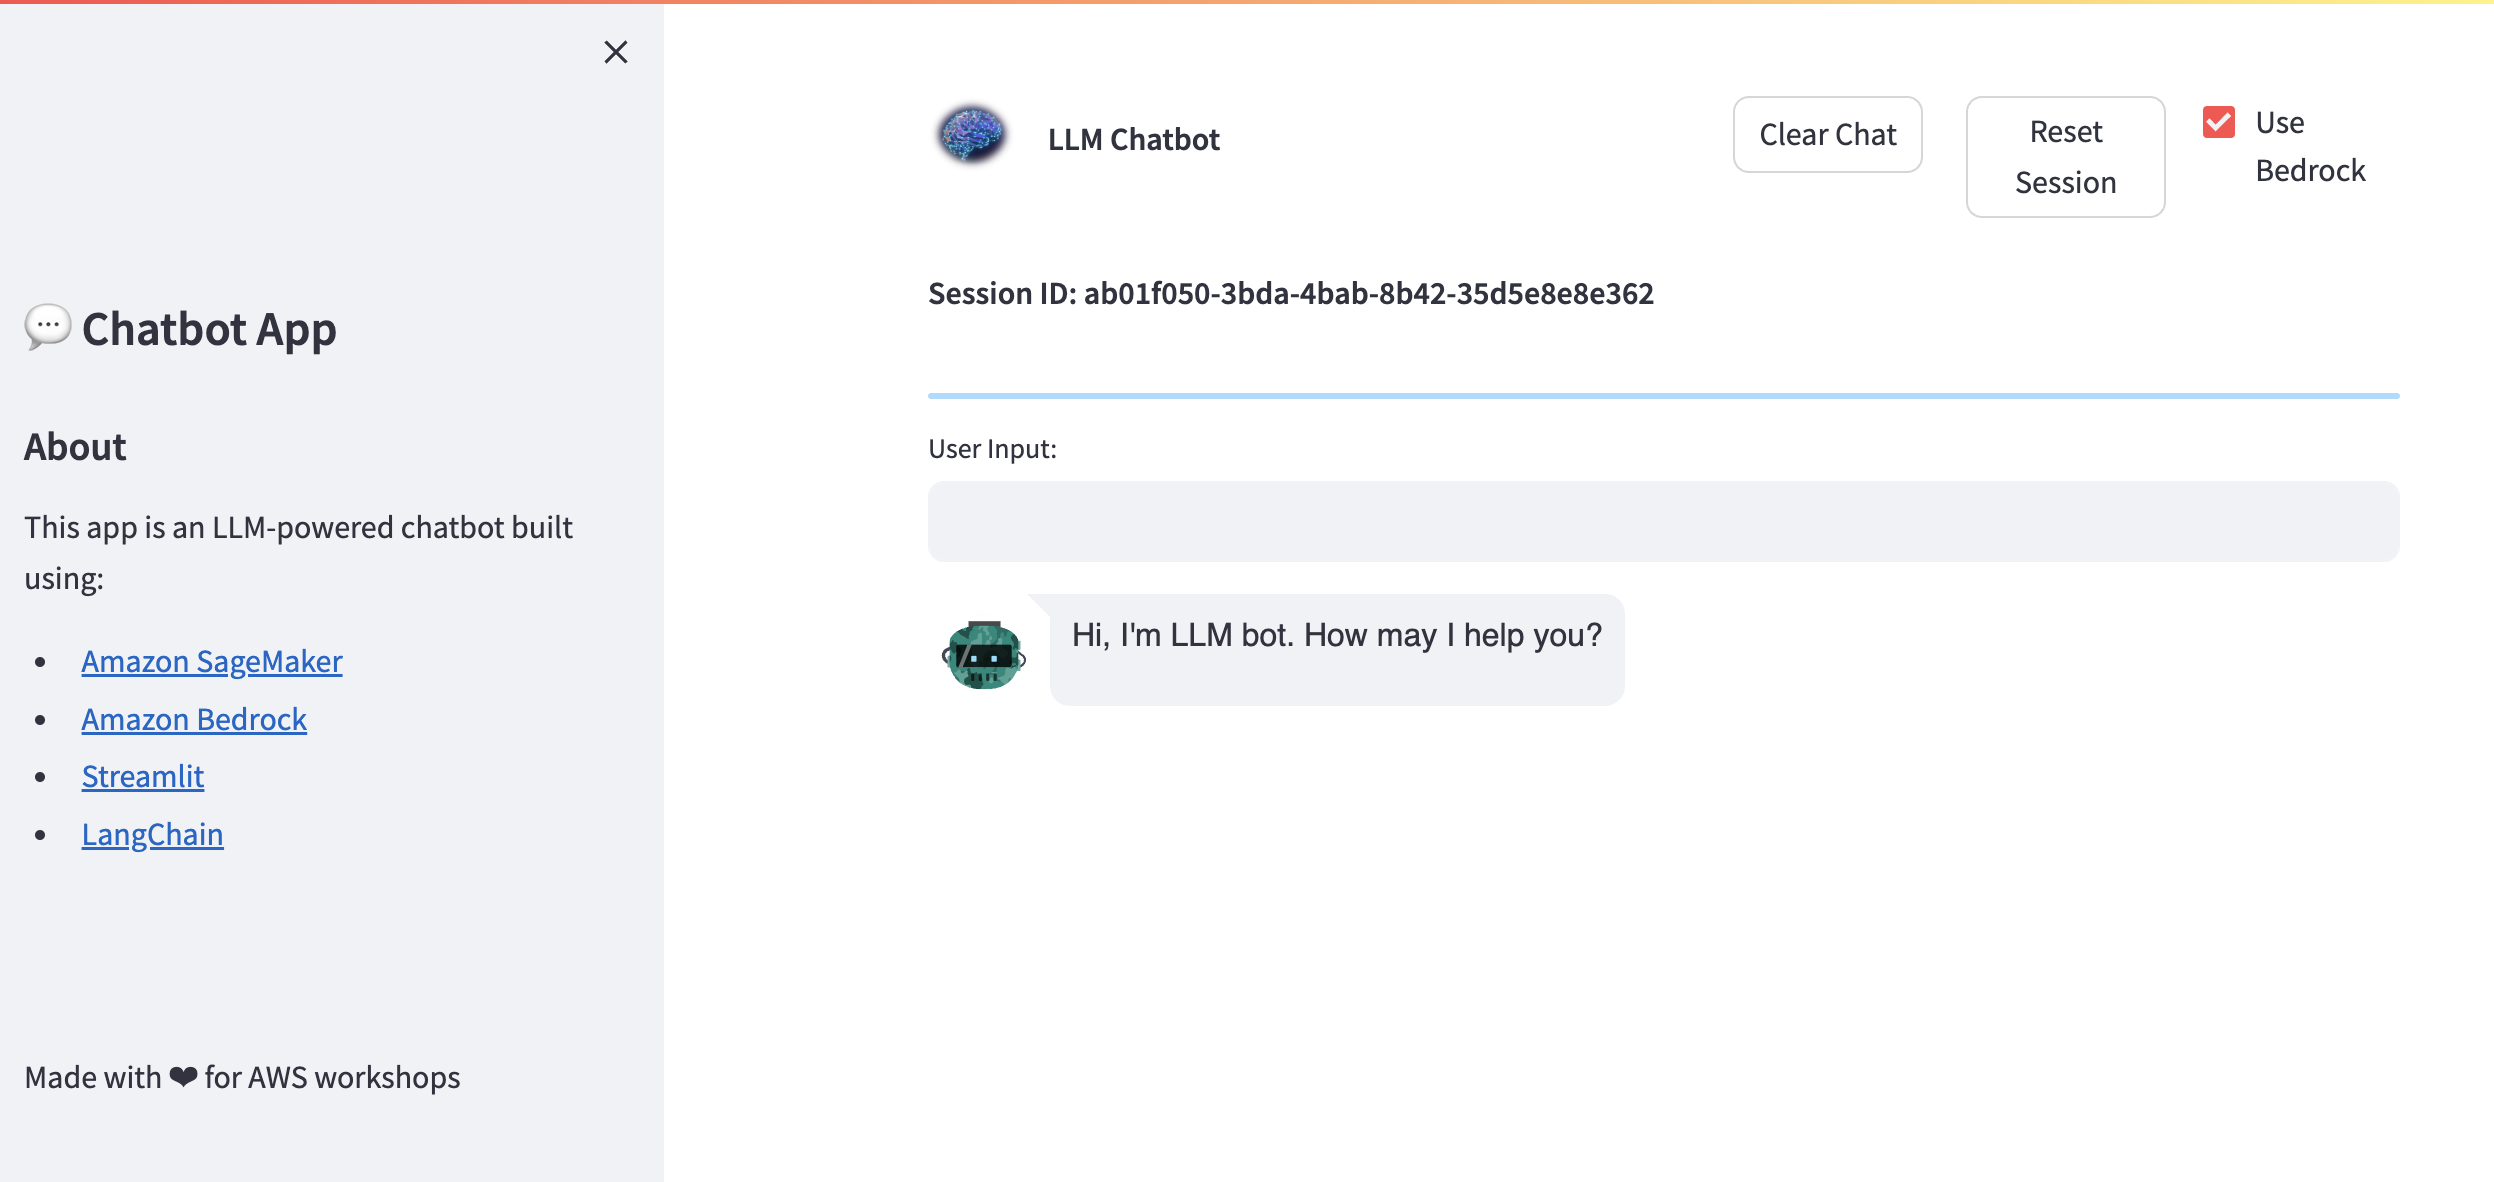 💬 Chatbot App
About
This app is an LLM-powered chatbot built
using:
• Amazon SageMaker
• Amazon Bedrock
• Streamlit
• LangChain
Made with ❤ for AWS workshops
LLM Chatbot
Clear Chat
Reset
Session
Use
Bedrock
Session ID: ab01f050-3bda-4bab-8b42-35d5e8e8e362
User Input:
Hi, I'm LLM bot. How may I help you?